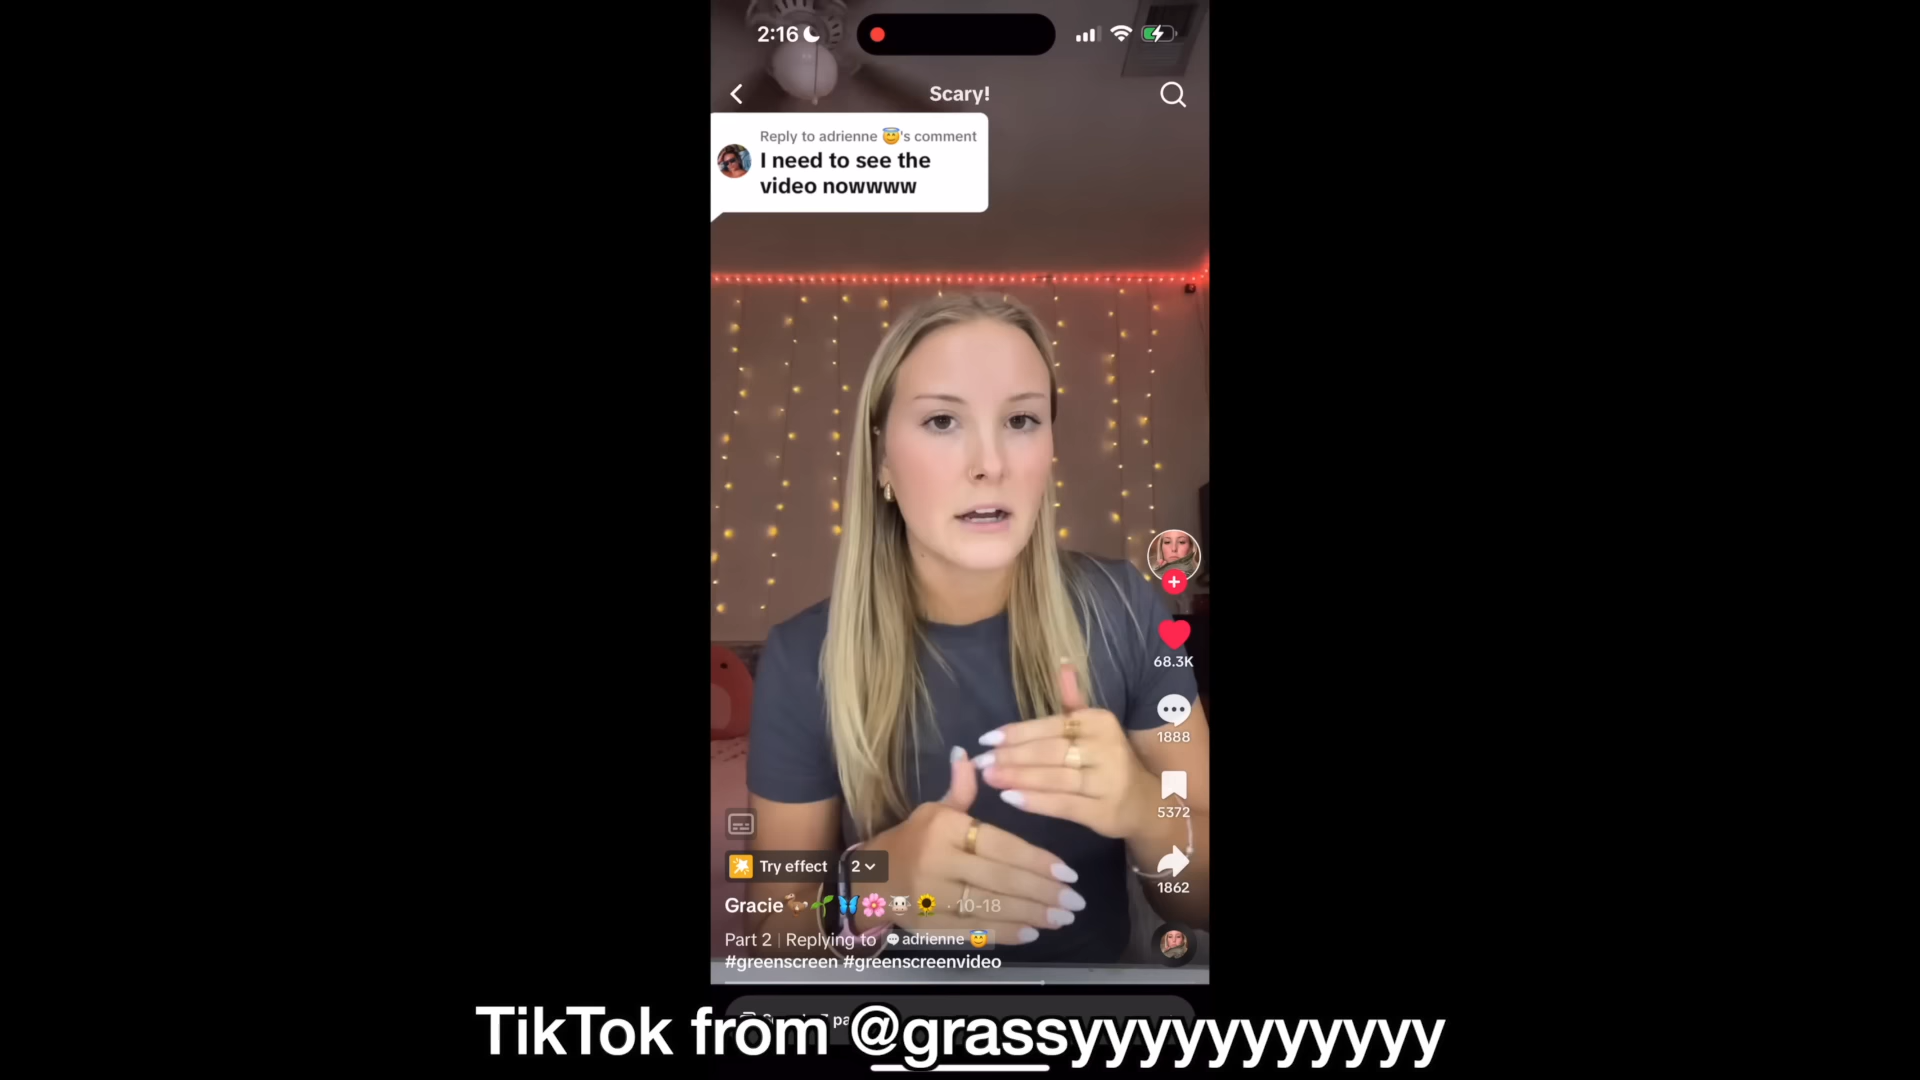 2:16
Scary!
Reply to adrienne 😇's comment
I need to see the
video nowwww
68.3K
1888
5372
1862
Try effect 2
Gracie🦦🌱🦋🌸🐮🌻 · 10-18
Part 2 | Replying to adrienne 😇
#greenscreen #greenscreenvideo
TikTok from @grassyyyyyyyyyyyy